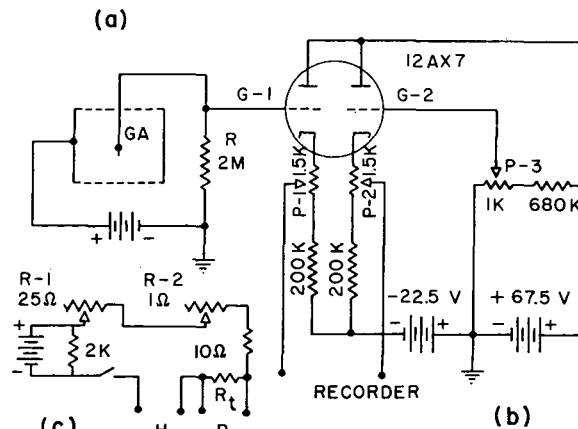 (a)
12AX7
G-1
G-2
GA
R
2M
P-1
1.5K
P-2
1.5K
P-3
1K
680K
+
-
200K
200K
R-1
25Ω
R-2
1Ω
-22.5 V
+ 67.5 V
+
2K
10Ω
-
+
-
+
-
Rt
RECORDER
(b)
(c)